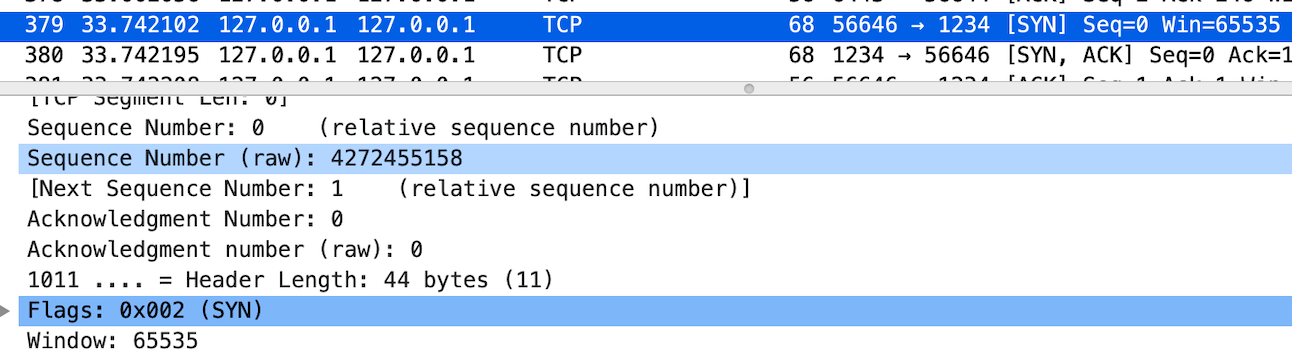 379 33.742102 127.0.0.1 127.0.0.1 TCP 68 56646 → 1234 [SYN] Seq=0 Win=65535
380 33.742195 127.0.0.1 127.0.0.1 TCP 68 1234 → 56646 [SYN, ACK] Seq=0 Ack=1
[TCP Segment Len: 0]
Sequence Number: 0 (relative sequence number)
Sequence Number (raw): 4272455158
[Next Sequence Number: 1 (relative sequence number)]
Acknowledgment Number: 0
Acknowledgment number (raw): 0
1011 .... = Header Length: 44 bytes (11)
Flags: 0x002 (SYN)
Window: 65535